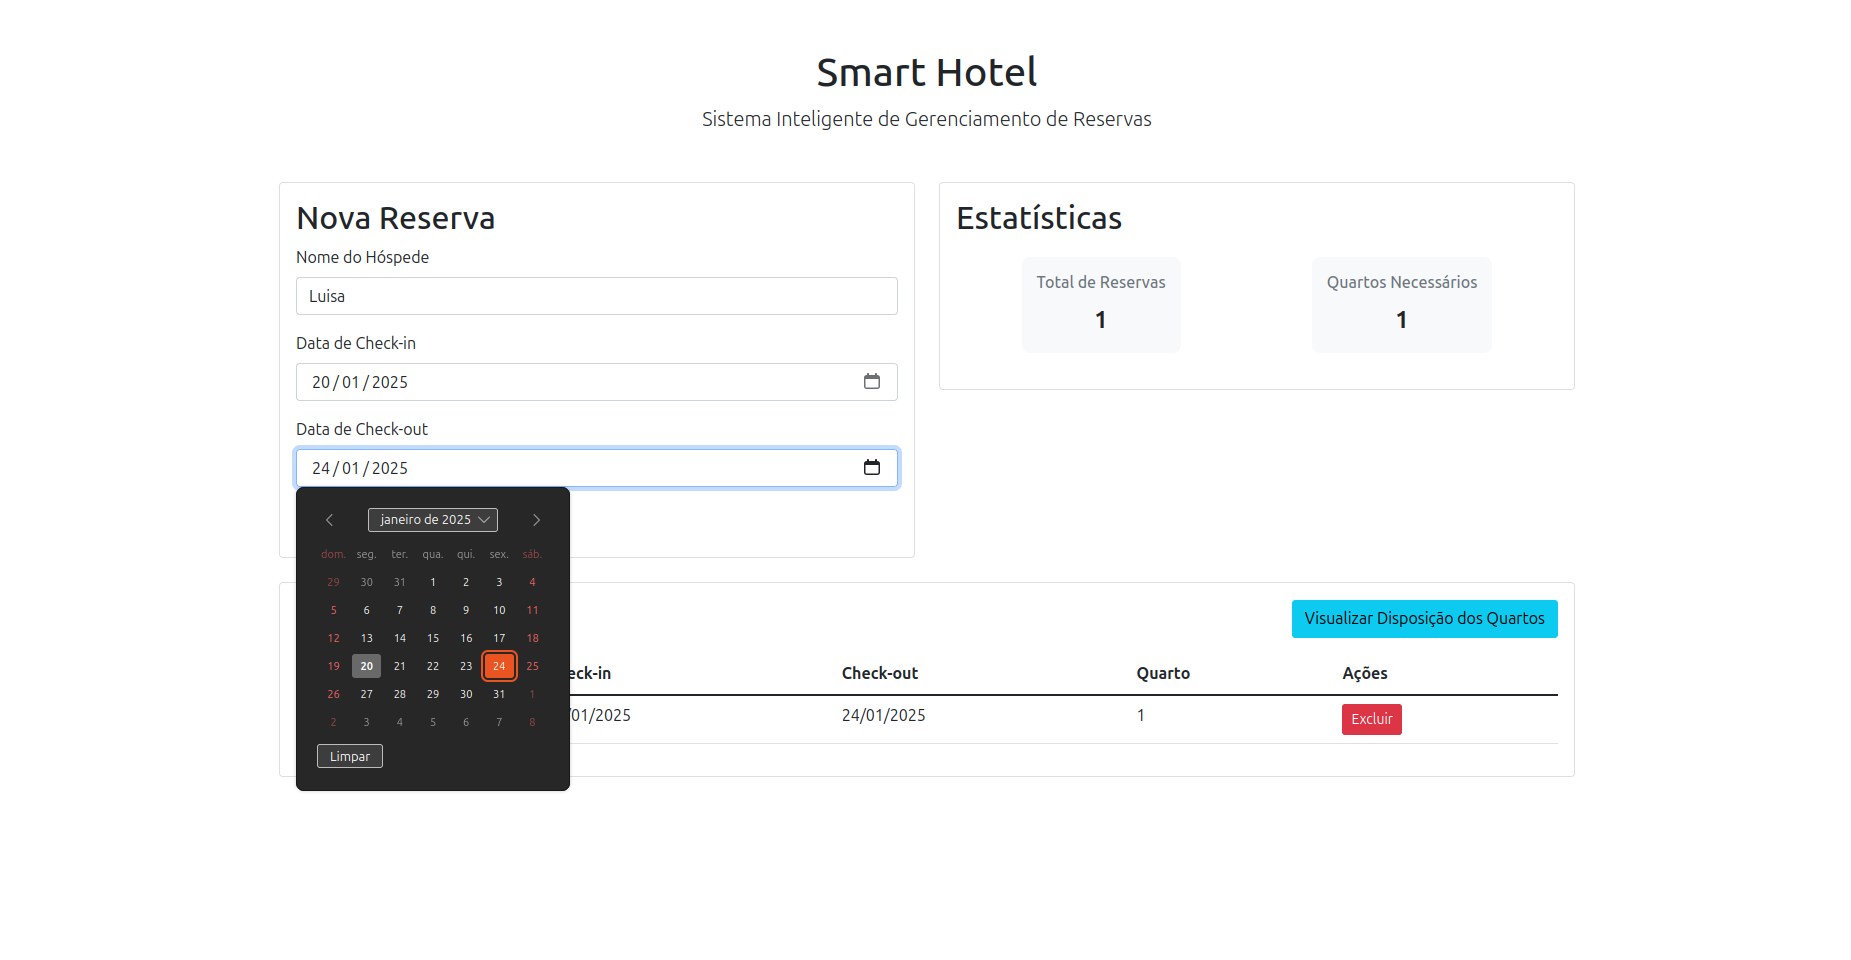 Smart Hotel
Sistema Inteligente de Gerenciamento de Reservas
Nova Reserva
Nome do Hóspede
Luisa
Data de Check-in
20/01/2025
Data de Check-out
24/01/2025
Estatísticas
Total de Reservas
1
Quartos Necessários
1
janeiro de 2025
dom. seg. ter. qua. qui. sex. sáb.
29 30 31 1 2 3 4
5 6 7 8 9 10 11
12 13 14 15 16 17 18
19 20 21 22 23 24 25
26 27 28 29 30 31 1
2 3 4 5 6 7 8
Limpar
Visualizar Disposição dos Quartos
eck-in Check-out Quarto Ações
/01/2025 24/01/2025 1 Excluir